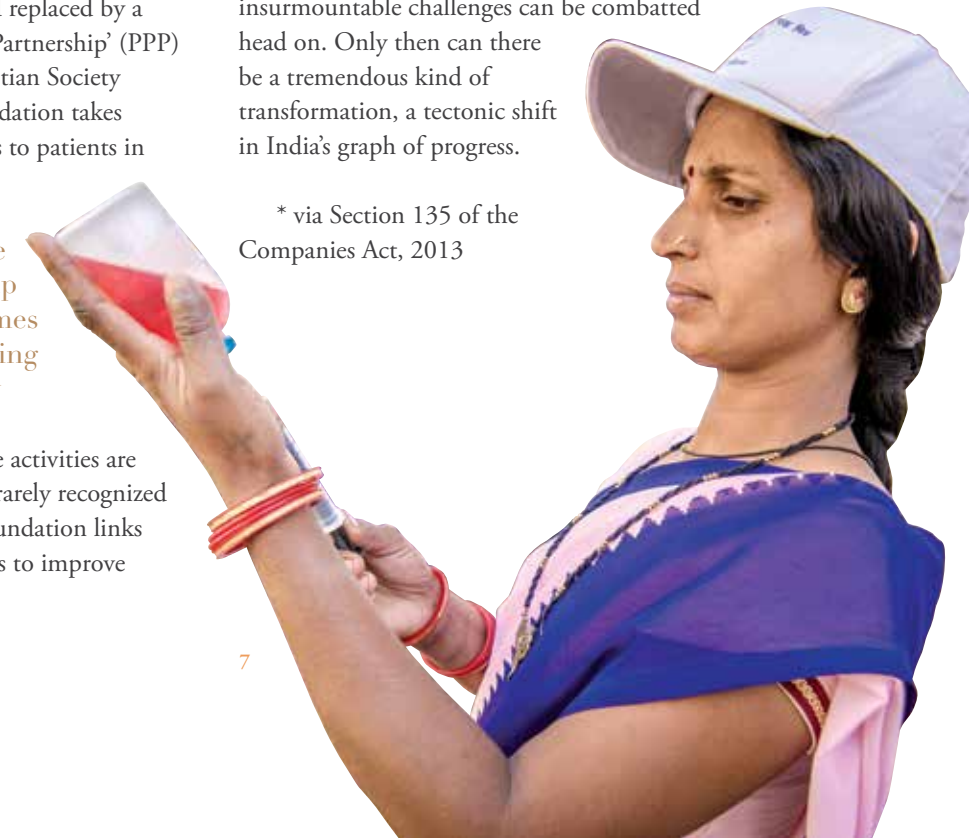 replaced by a
Partnership' (PPP)
tian Society
dation takes
s to patients in
e
p
mes
ing
e activities are
rarely recognized
undation links
s to improve
insurmountable challenges can be combatted
head on. Only then can there
be a tremendous kind of
transformation, a tectonic shift
in India's graph of progress.
* via Section 135 of the
Companies Act, 2013
7